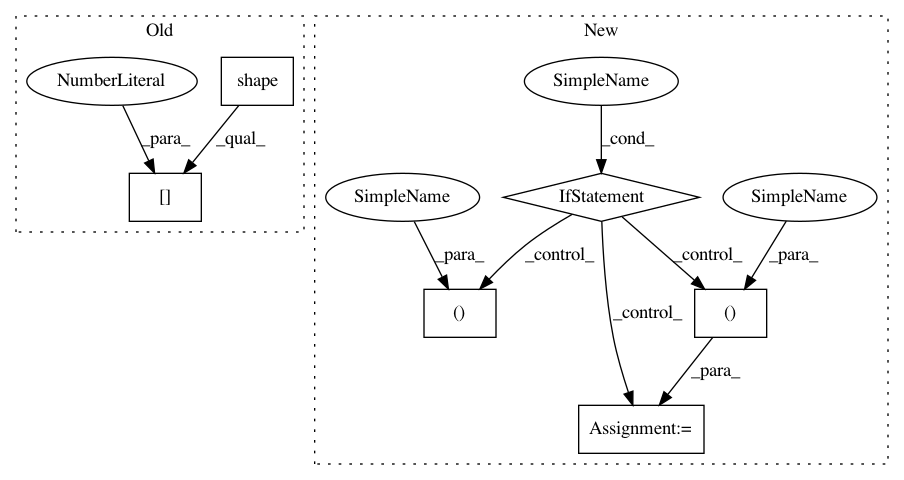 Old
New
NumberLiteral
shape
SimpleName
_para_
_qual_
_cond_
[]
SimpleName
IfStatement
SimpleName
_para_
_control_
_control_
_para_
()
_control_
()
_para_
Assignment:=